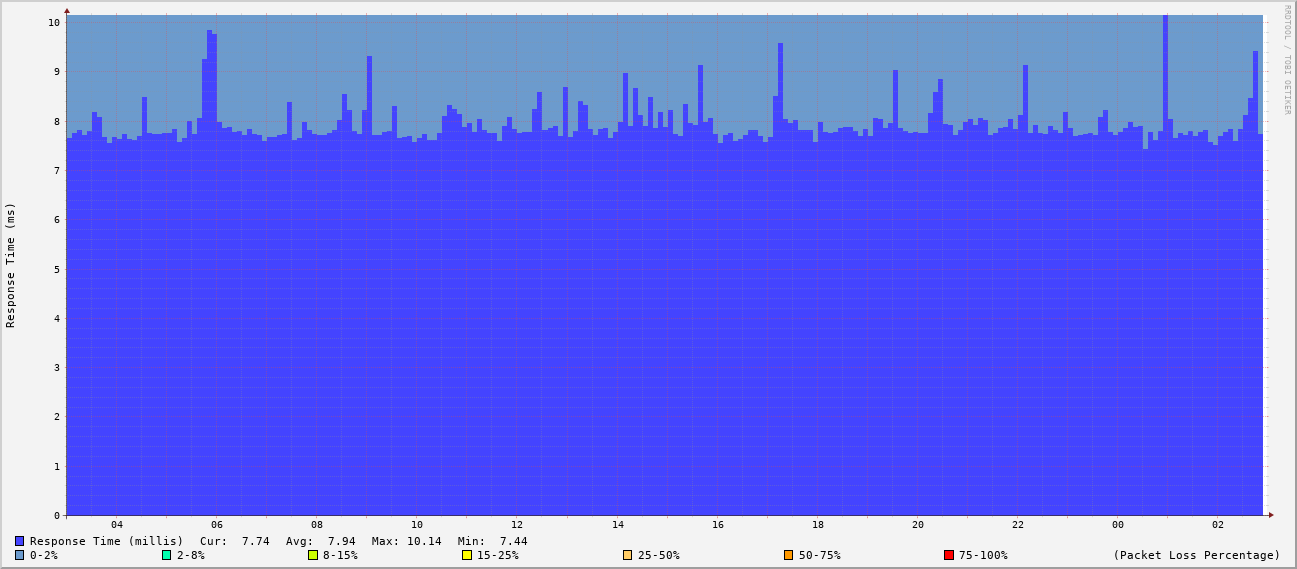 RRDTOOL / TOBI OETIKER
Response Time (ms)
10
9
8
7
6
5
4
3
2
1
0
04 06 08 10 12 14 16 18 20 22 00 02
Response Time (millis) Cur: 7.74 Avg: 7.94 Max: 10.14 Min: 7.44
0-2% 2-8% 8-15% 15-25% 25-50% 50-75% 75-100% (Packet Loss Percentage)